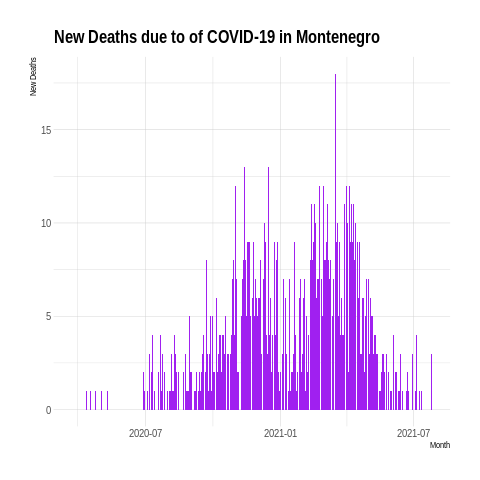 New Deaths due to of COVID-19 in Montenegro
New Deaths
15
10
5
0
2020-07
2021-01
2021-07
Month